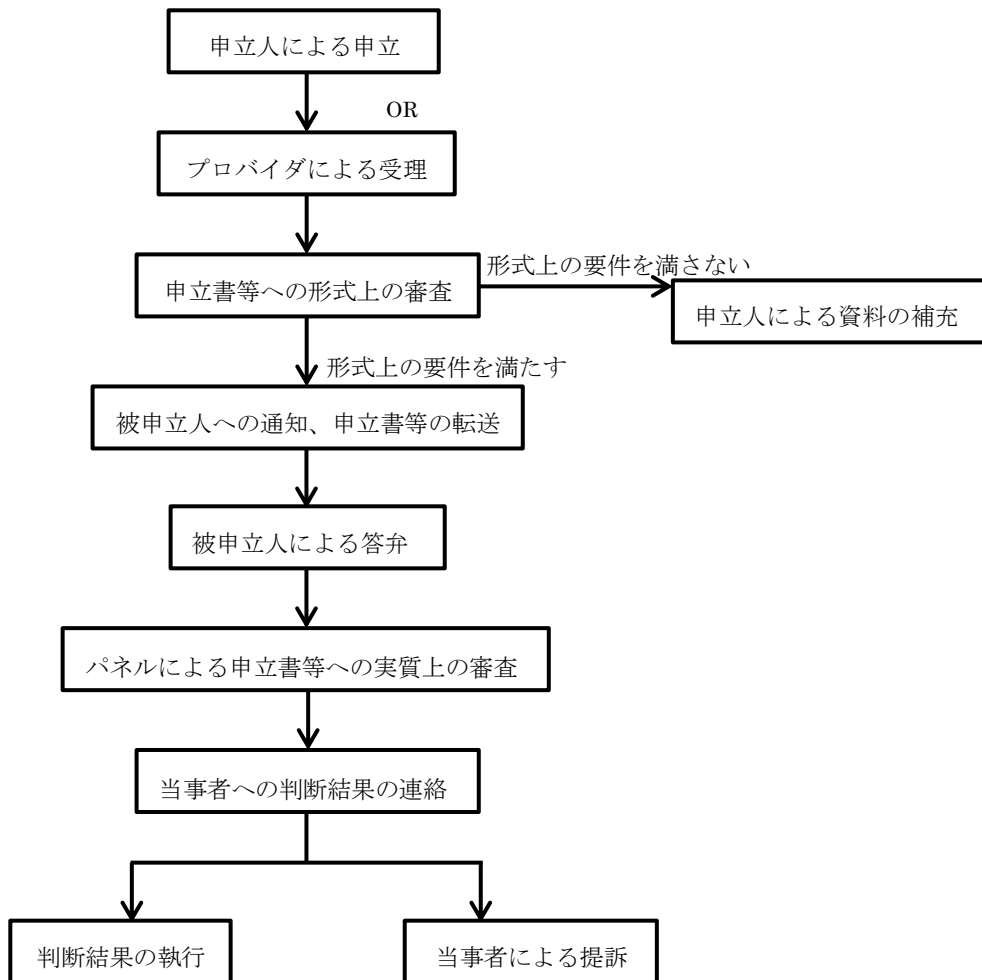 申立人による申立
OR
プロバイダによる受理
形式上の要件を満さない
申立書等への形式上の審査
申立人による資料の補充
形式上の要件を満たす
被申立人への通知、申立書等の転送
被申立人による答弁
パネルによる申立書等への実質上の審査
当事者への判断結果の連絡
判断結果の執行
当事者による提訴